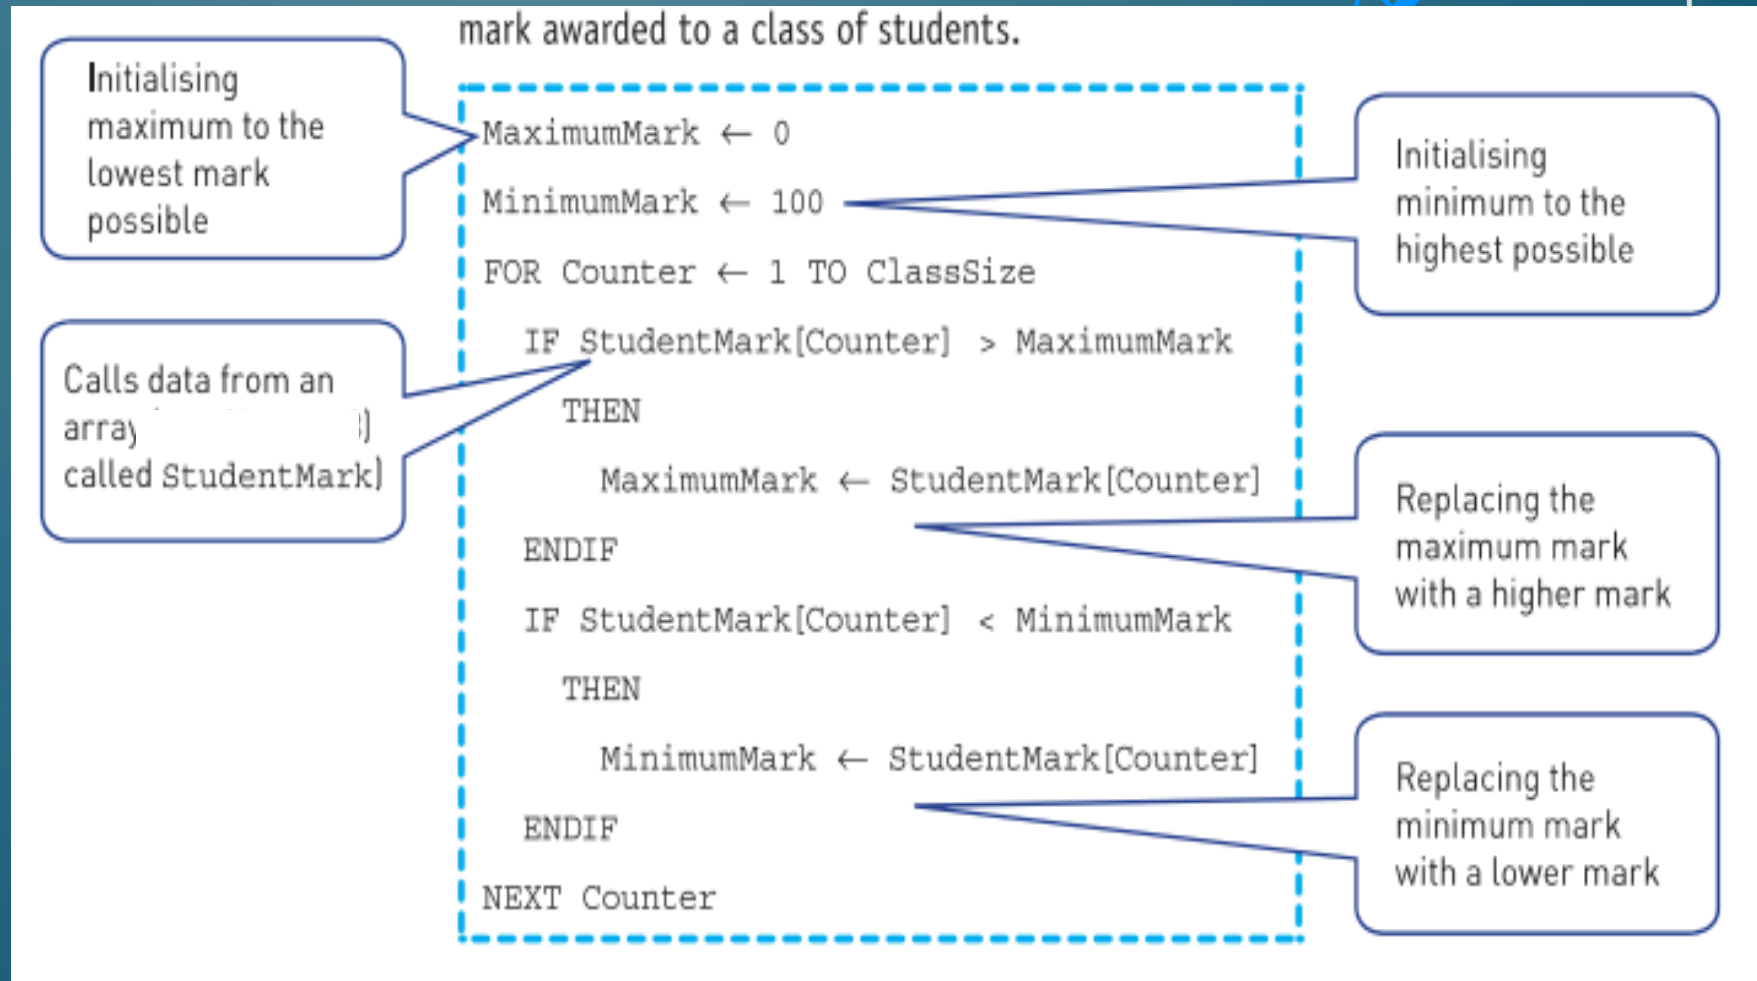 mark awarded to a class of students.
Initialising
maximum to the
lowest mark
possible
MaximumMark ← 0
MinimumMark ← 100
Initialising
minimum to the
highest possible
FOR Counter ← 1 TO ClassSize
IF StudentMark[Counter] > MaximumMark
Calls data from an
array
called StudentMark)
THEN
MaximumMark ← StudentMark[Counter]
Replacing the
maximum mark
with a higher mark
ENDIF
IF StudentMark[Counter] < MinimumMark
THEN
MinimumMark ← StudentMark[Counter]
Replacing the
minimum mark
with a lower mark
ENDIF
NEXT Counter